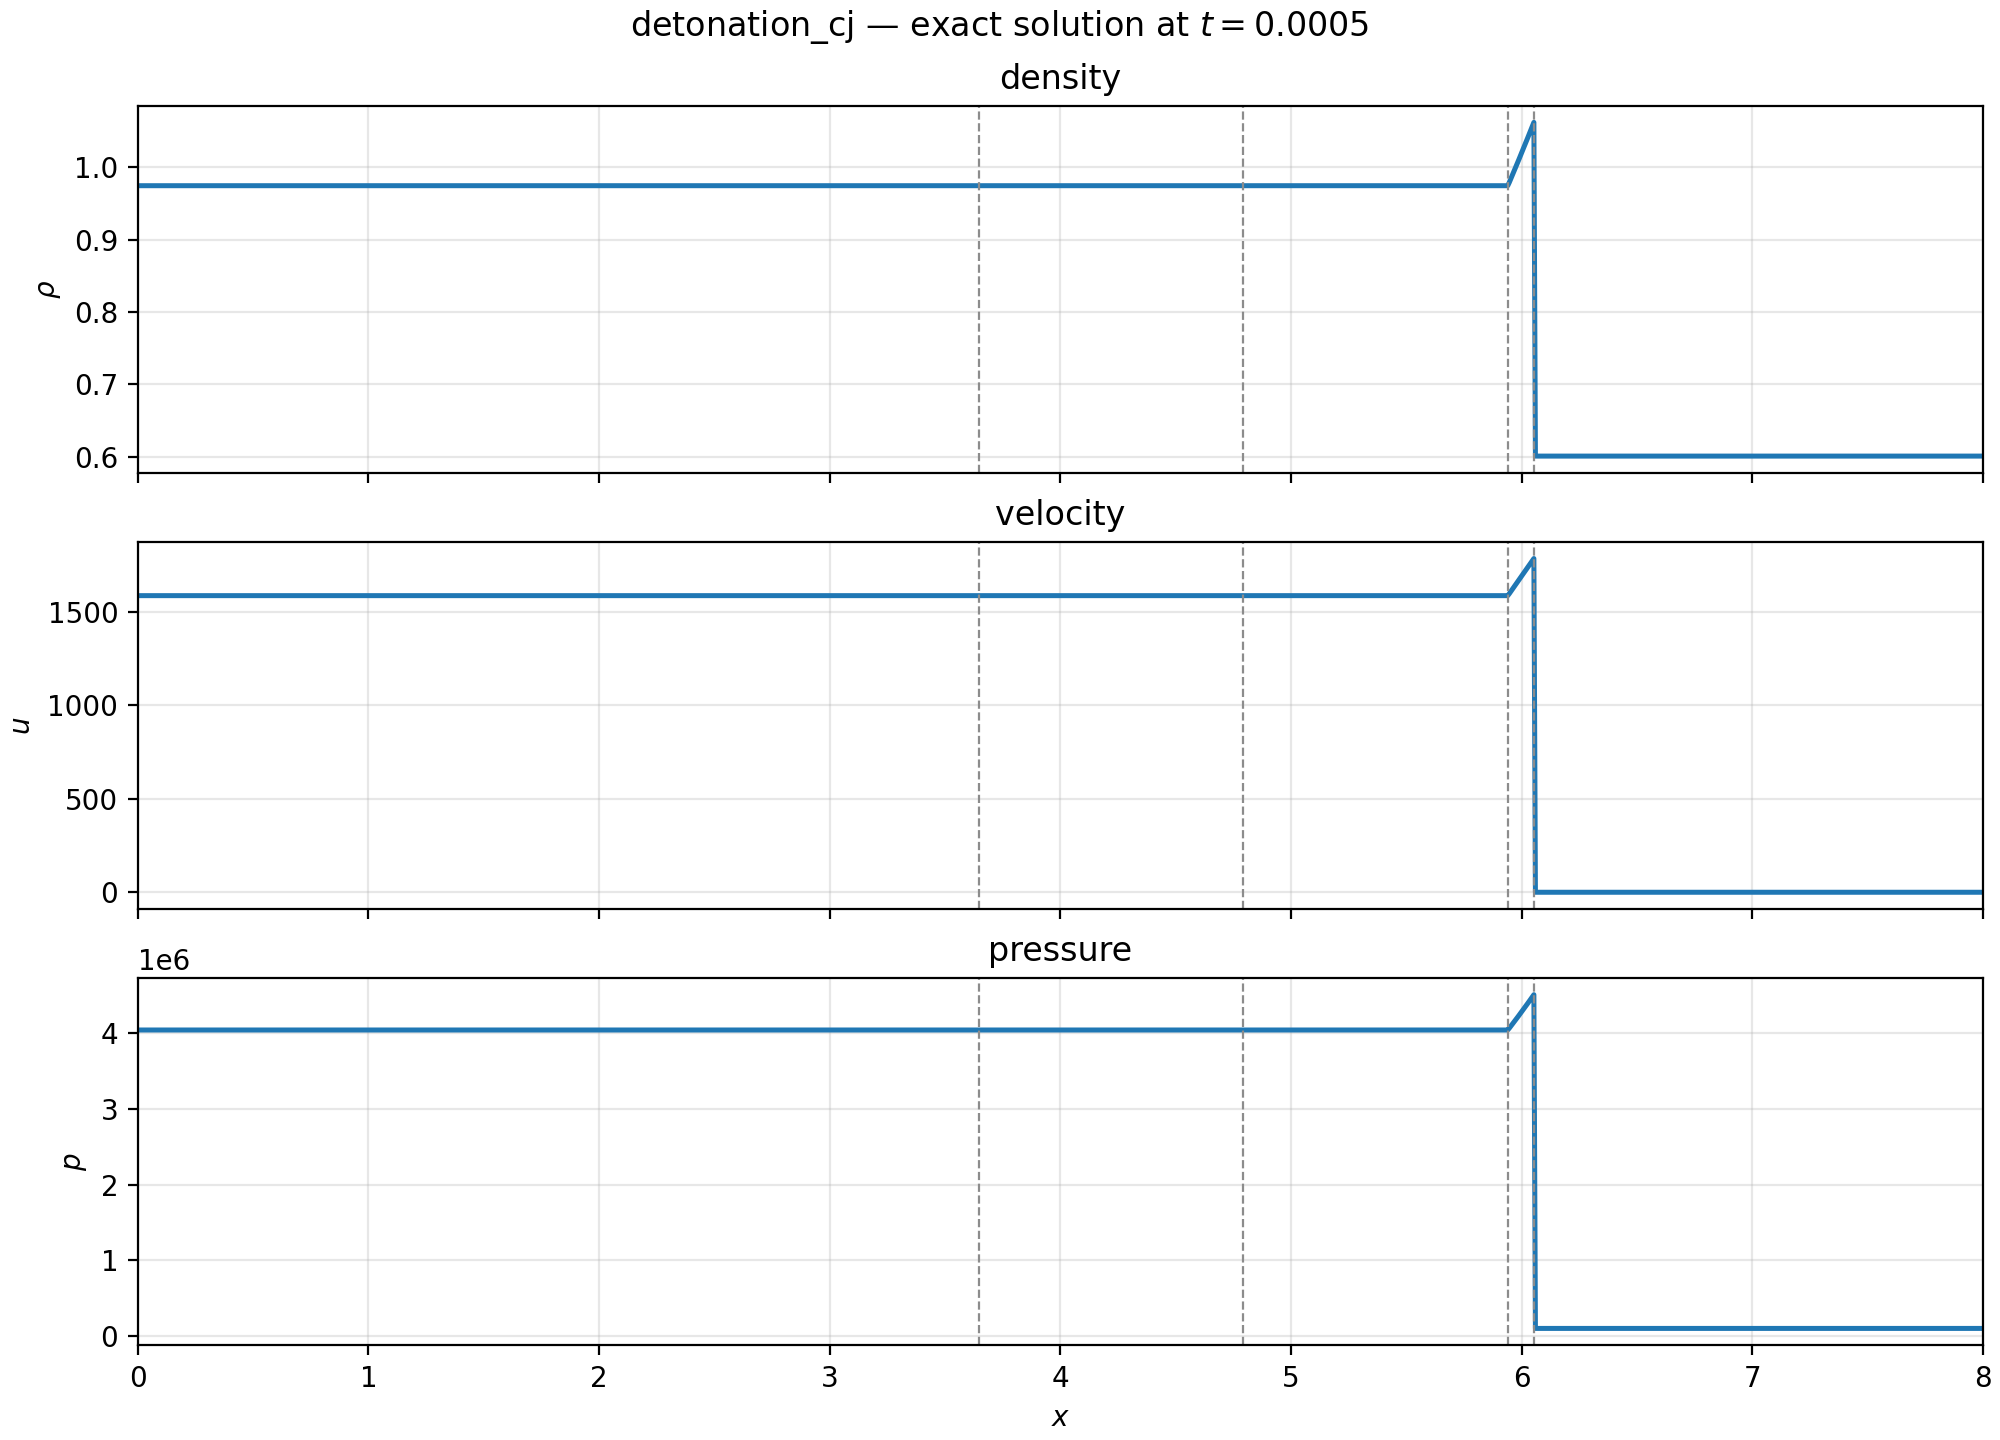 detonation_cj — exact solution at t = 0.0005
density
1.0
0.9
0.8
0.7
0.6
ρ
velocity
1500
1000
500
0
u
1e6
pressure
4
3
2
1
0
p
0 1 2 3 4 5 6 7 8
x